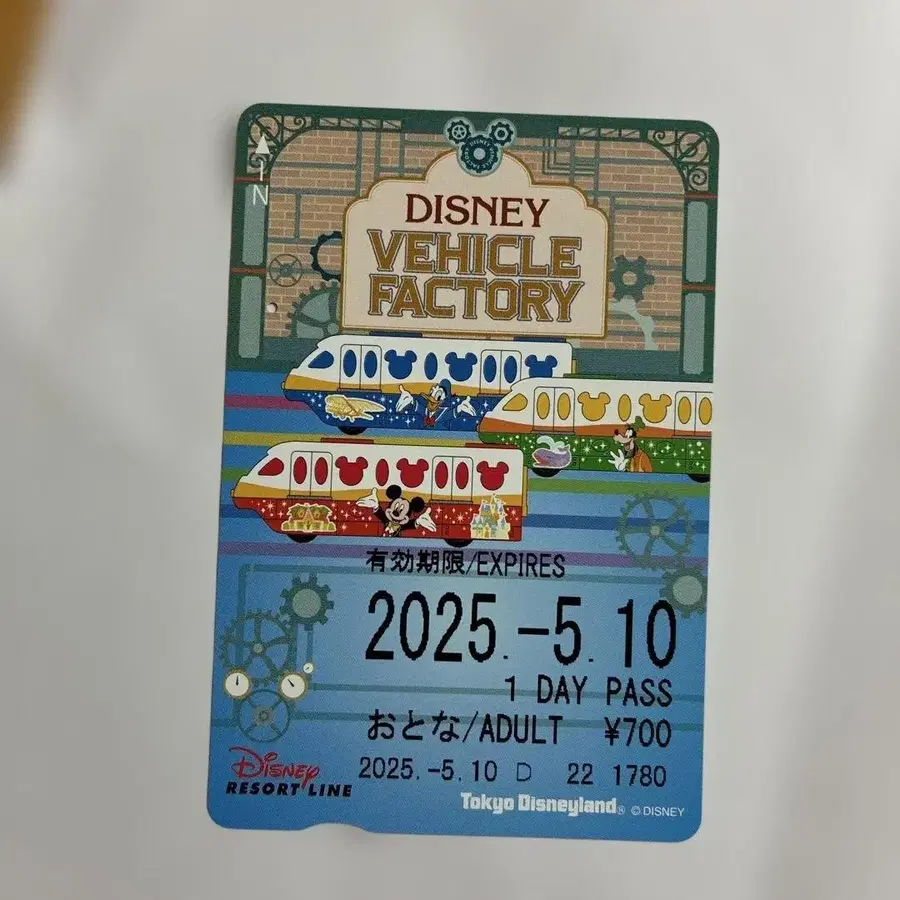 N
DISNEY
VEHICLE
FACTORY
有効期限/EXPIRES
2025.-5.10
1 DAY PASS
おとな/ADULT ¥700
2025.-5.10 D 22 1780
Disney
RESORT LINE
Tokyo Disneyland® © DISNEY